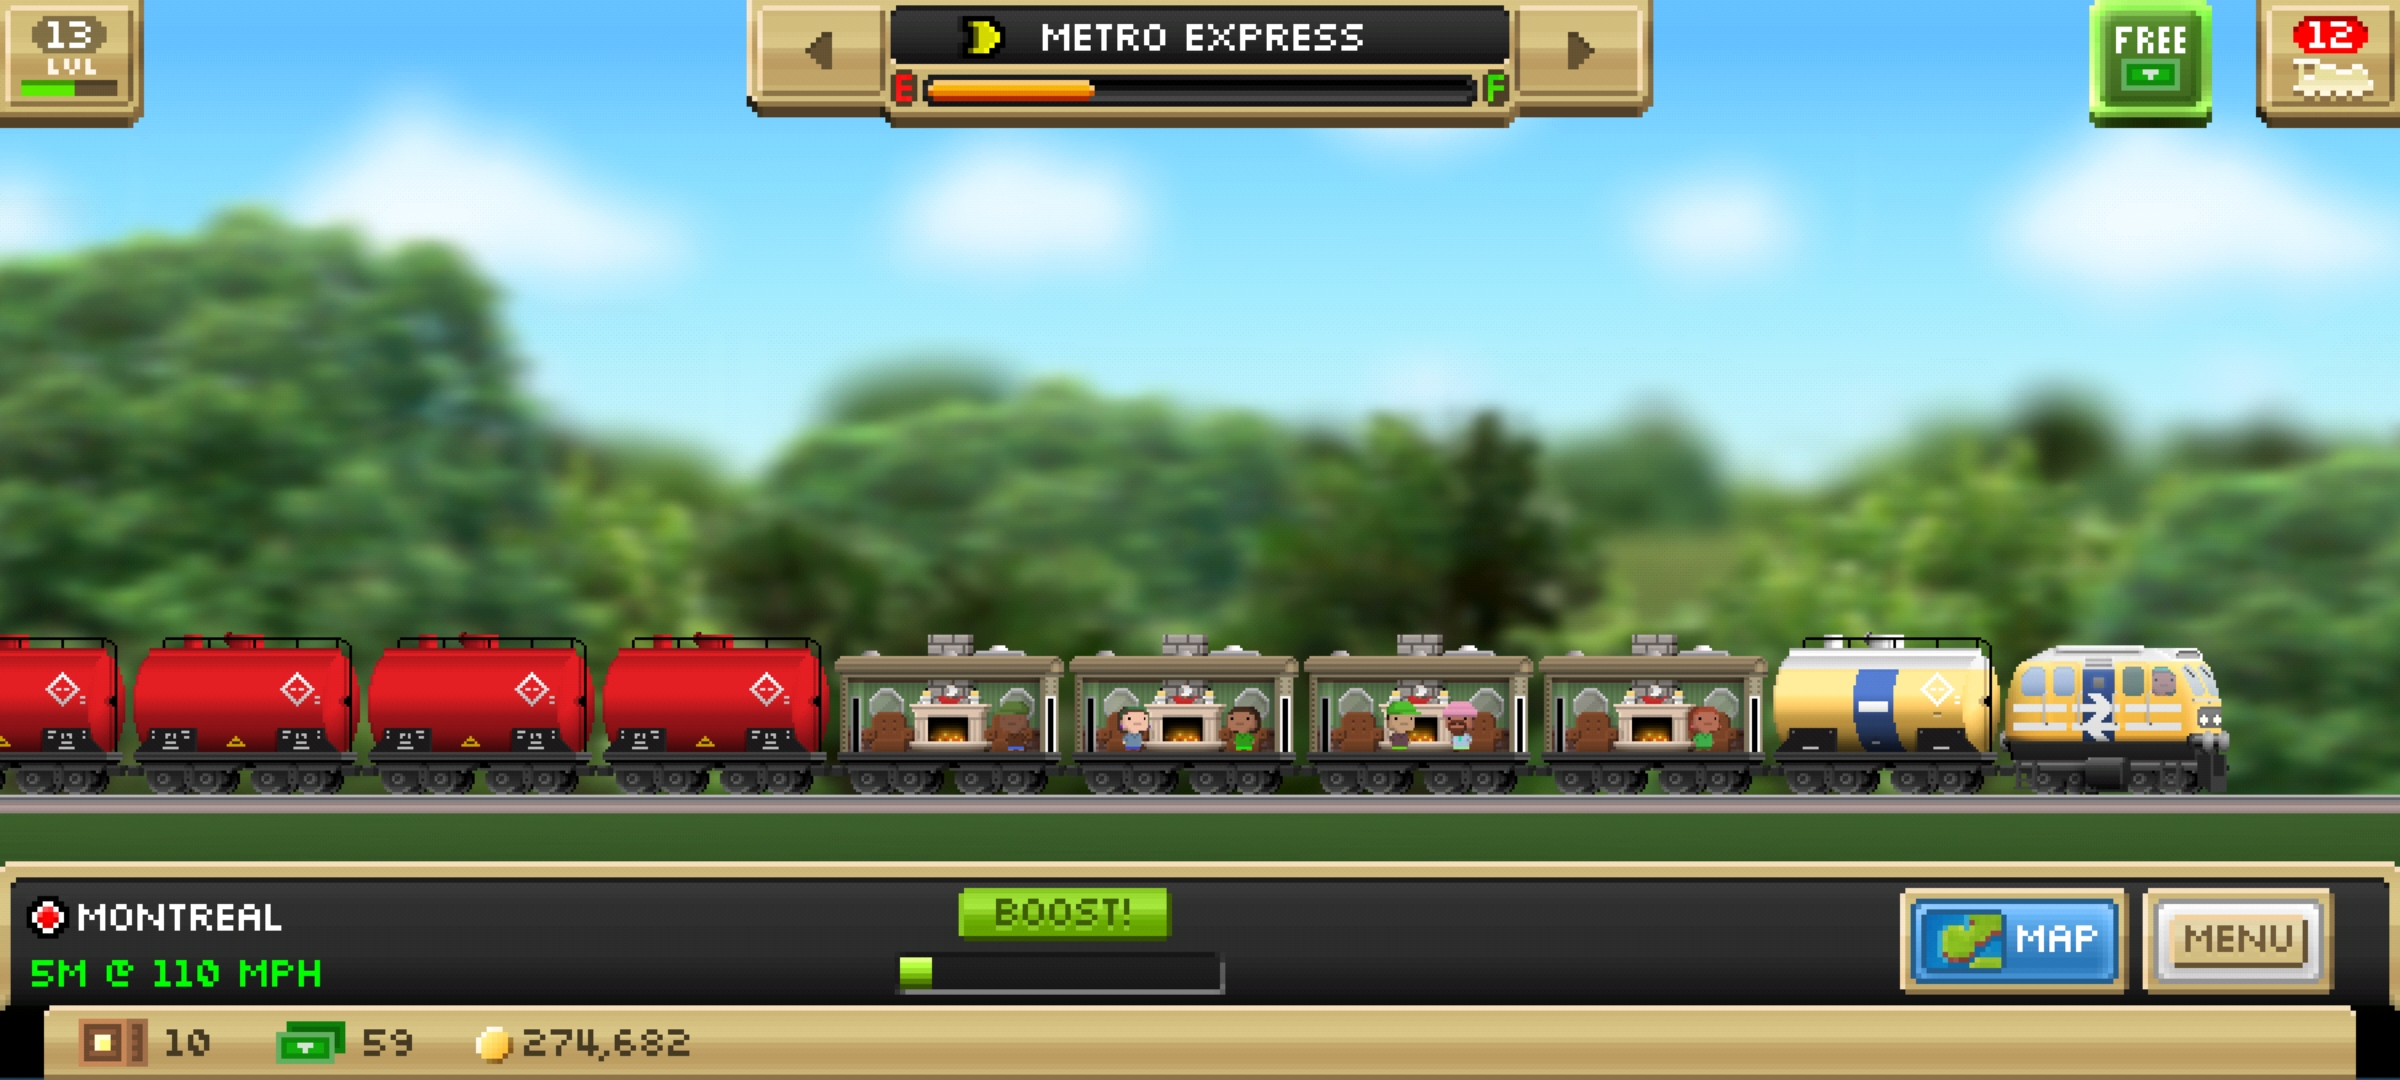 13
LVL
METRO EXPRESS
E F
FREE
12
MONTREAL
5M @ 110 MPH
BOOST!
MAP
MENU
10
59
274,682